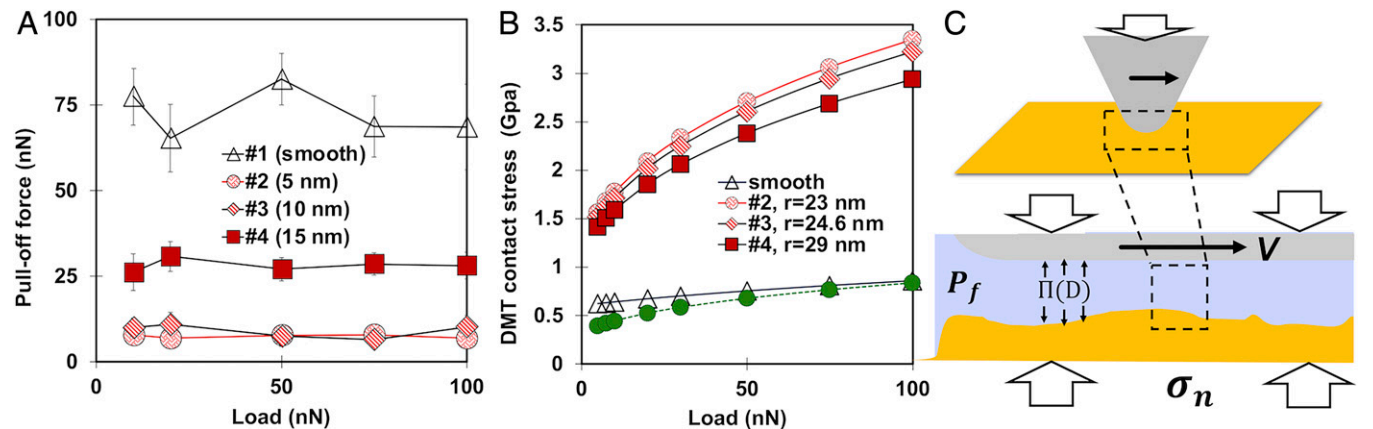 A
Pull-off force (nN)
100
75
50
25
0
#1 (smooth)
#2 (5 nm)
#3 (10 nm)
#4 (15 nm)
0
50
100
Load (nN)
B
DMT contact stress (Gpa)
3.5
3
2.5
2
1.5
1
0.5
0
smooth
#2, r=23 nm
#3, r=24.6 nm
#4, r=29 nm
0
50
100
Load (nN)
C
V
P_f
Π(D)
σ_n